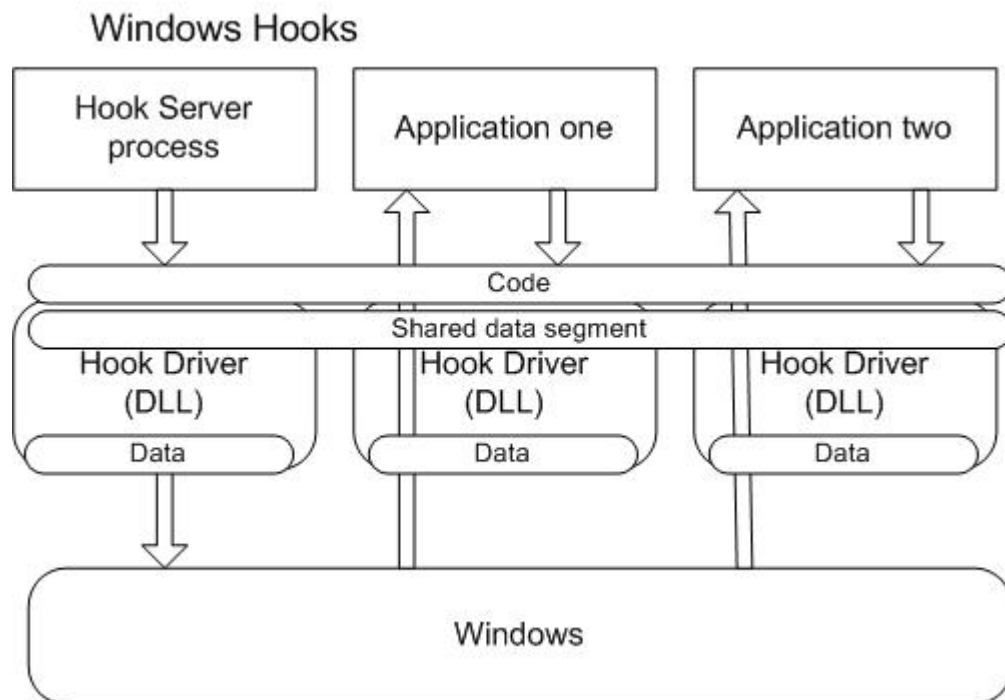 Windows Hooks
Hook Server
process
Application one
Application two
Code
Shared data segment
Hook Driver
(DLL)
Hook Driver
(DLL)
Hook Driver
(DLL)
Data
Data
Data
Windows